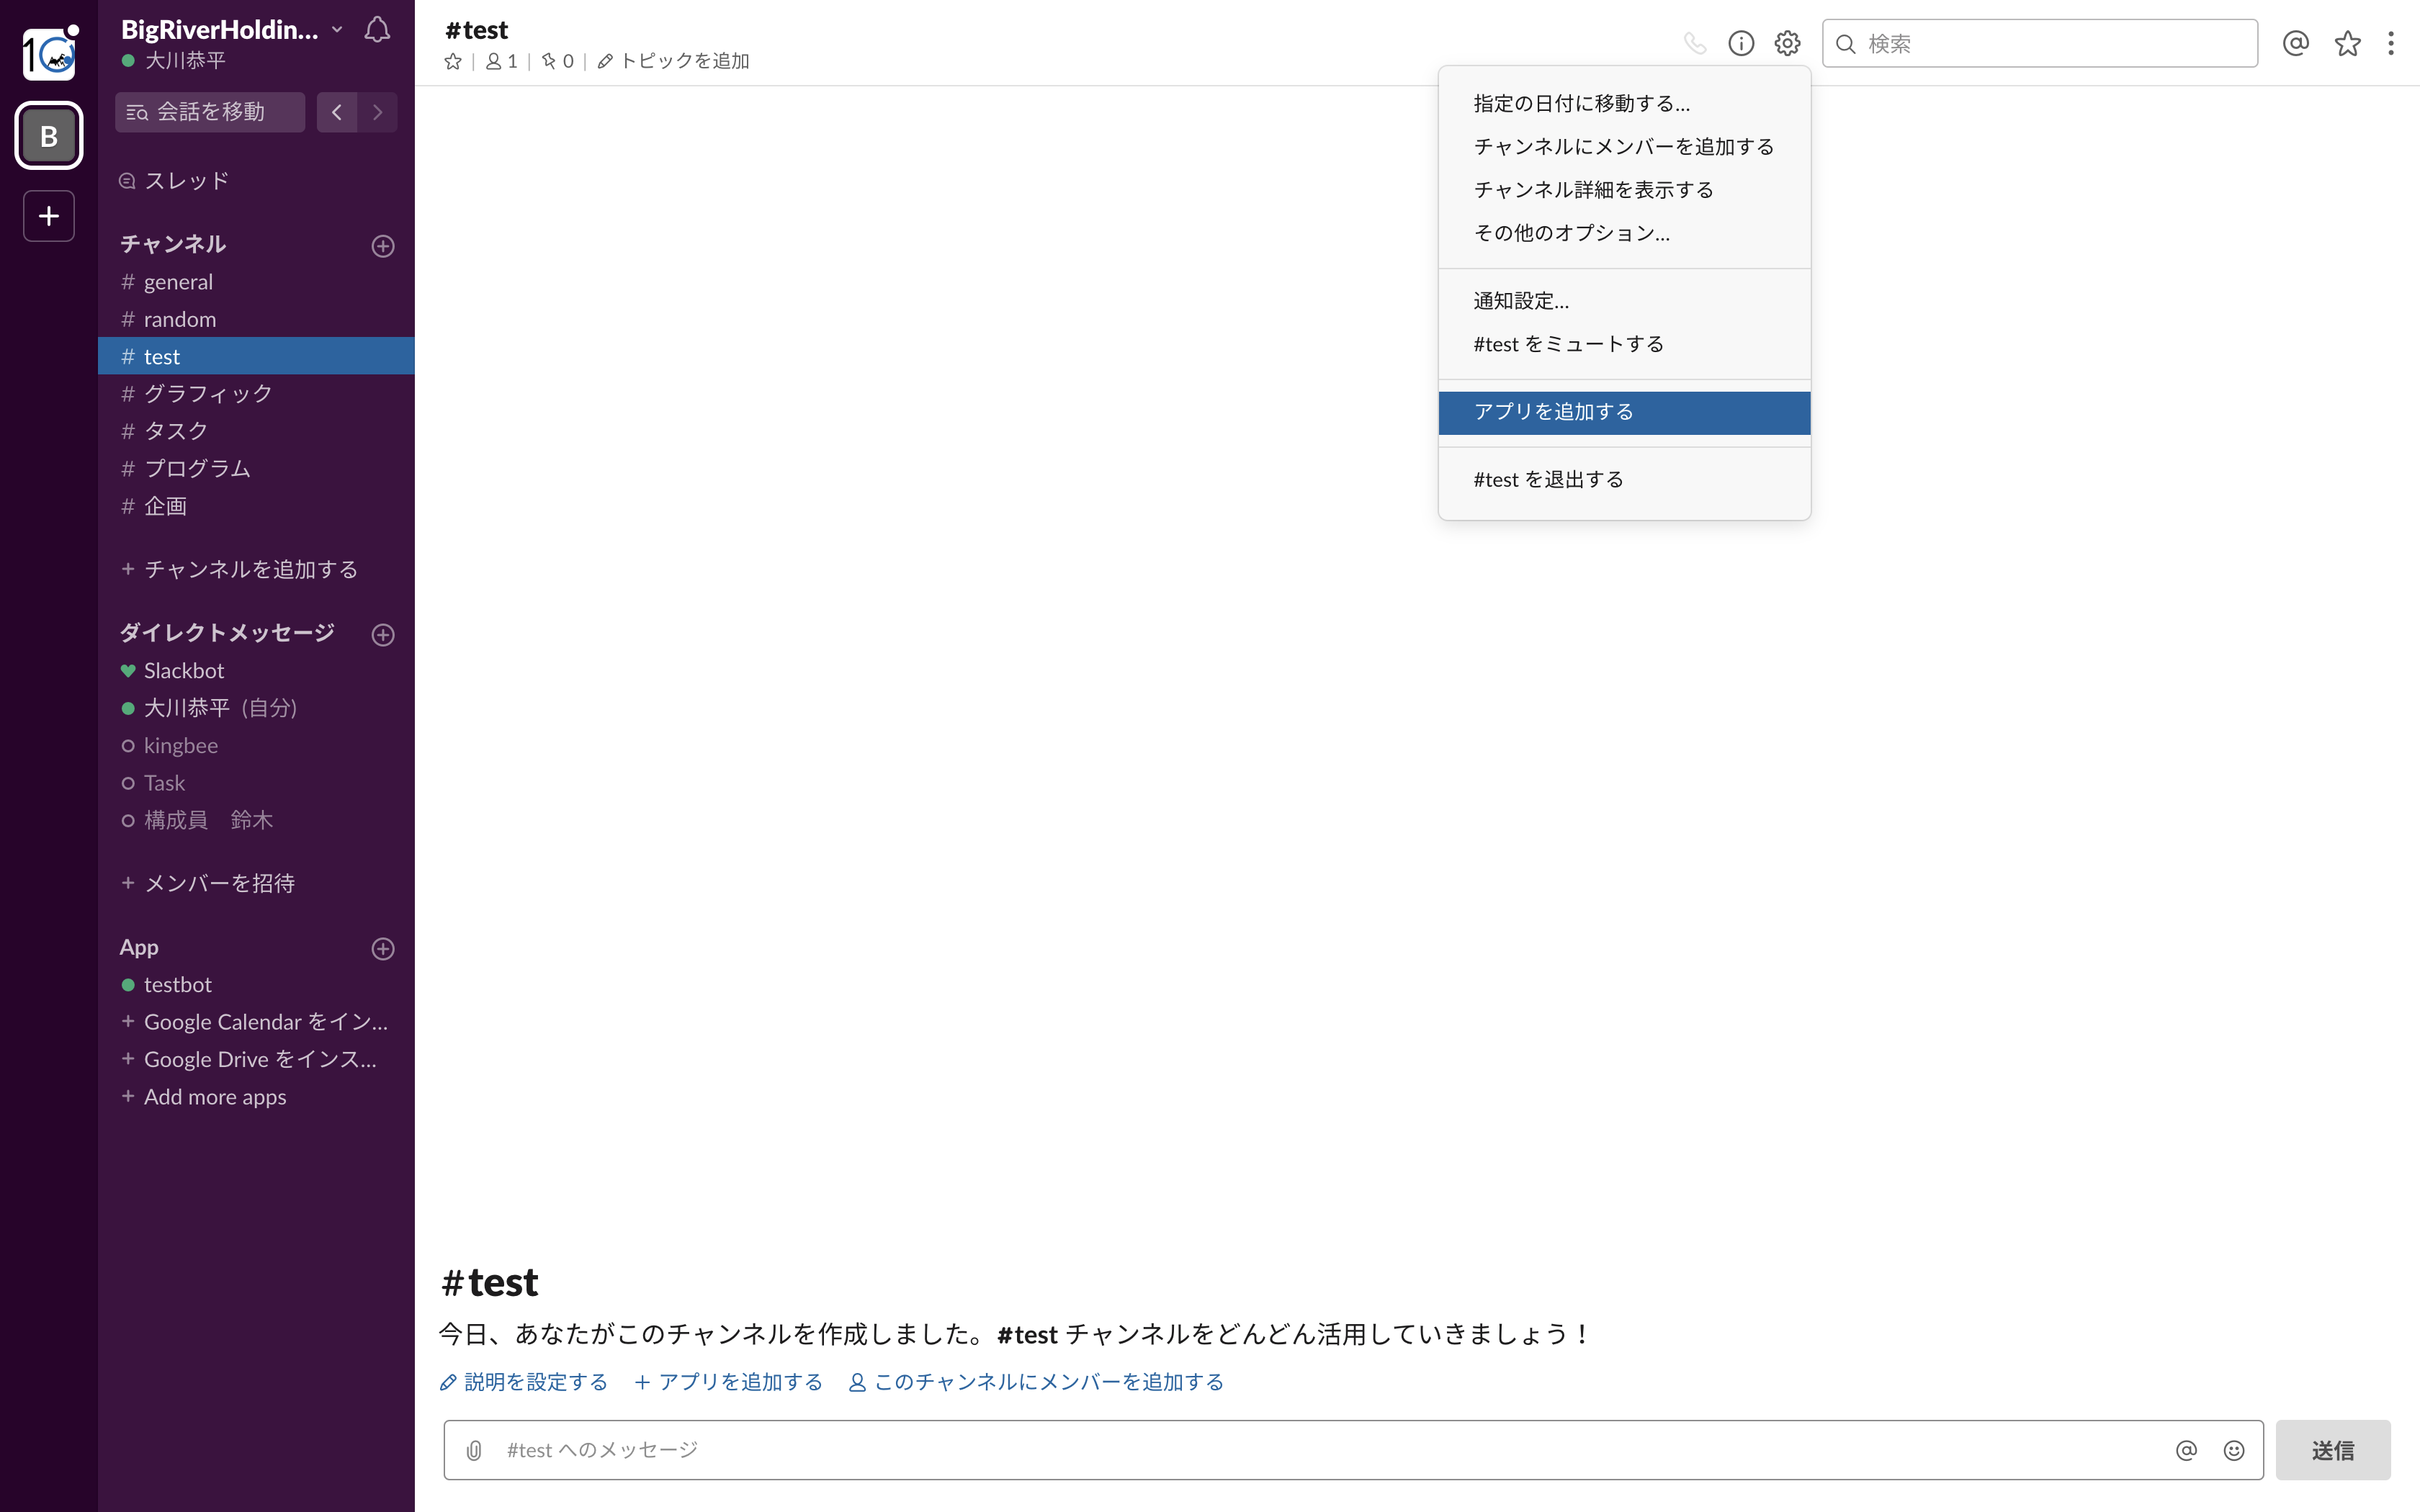 BigRiverHoldin...
大川恭平
会話を移動
B
スレッド
チャンネル
# general
# random
# test
# グラフィック
# タスク
# プログラム
# 企画
+ チャンネルを追加する
ダイレクトメッセージ
Slackbot
大川恭平 (自分)
kingbee
Task
構成員　鈴木
+ メンバーを招待
App
testbot
+ Google Calendar をイン...
+ Google Drive をインス...
+ Add more apps
#test
1 | 0 | トピックを追加
検索
指定の日付に移動する...
チャンネルにメンバーを追加する
チャンネル詳細を表示する
その他のオプション...
通知設定...
#test をミュートする
アプリを追加する
#test を退出する
#test
今日、あなたがこのチャンネルを作成しました。#test チャンネルをどんどん活用していきましょう！
説明を設定する + アプリを追加する このチャンネルにメンバーを追加する
#test へのメッセージ
送信